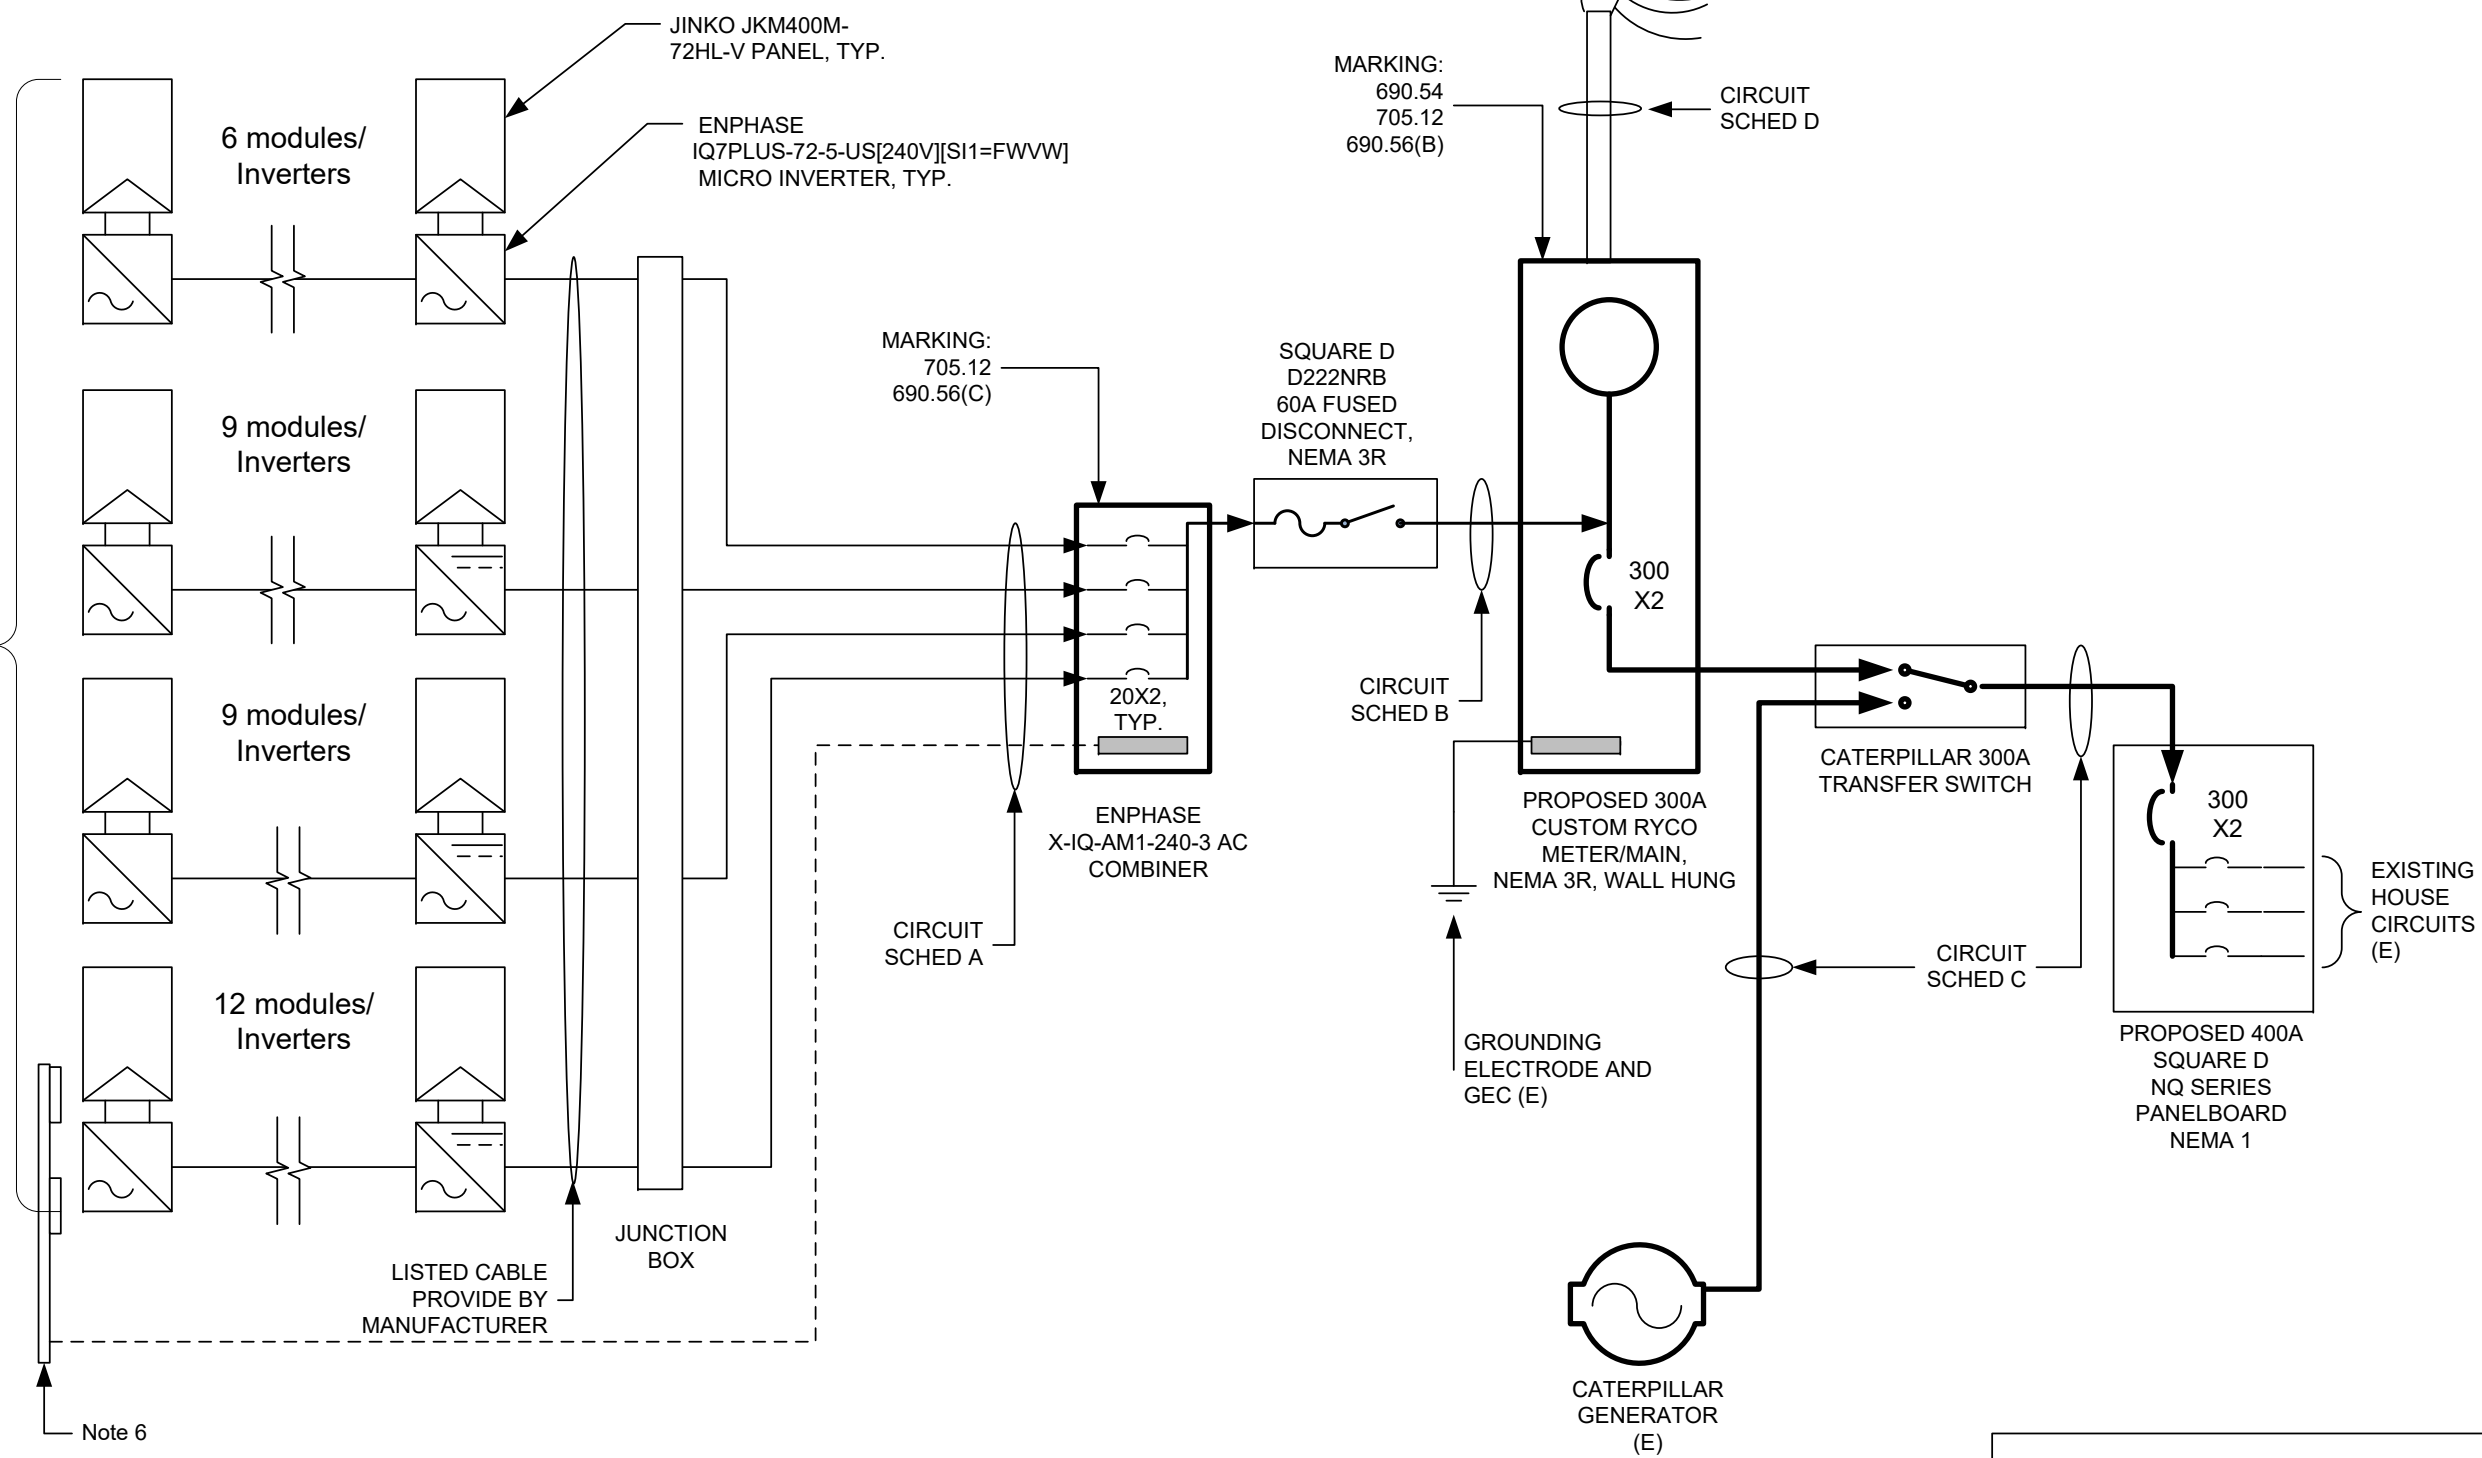 JINKO JKM400M-
72HL-V PANEL, TYP.
6 modules/
Inverters
ENPHASE
IQ7PLUS-72-5-US[240V][SI1=FWVW]
MICRO INVERTER, TYP.
MARKING:
690.54
705.12
690.56(B)
CIRCUIT
SCHED D
9 modules/
Inverters
MARKING:
705.12
690.56(C)
SQUARE D
D222NRB
60A FUSED
DISCONNECT,
NEMA 3R
300
X2
20X2,
TYP.
CIRCUIT
SCHED B
9 modules/
Inverters
ENPHASE
X-IQ-AM1-240-3 AC
COMBINER
PROPOSED 300A
CUSTOM RYCO
METER/MAIN,
NEMA 3R, WALL HUNG
CATERPILLAR 300A
TRANSFER SWITCH
300
X2
EXISTING
HOUSE
CIRCUITS
(E)
CIRCUIT
SCHED A
CIRCUIT
SCHED C
12 modules/
Inverters
GROUNDING
ELECTRODE AND
GEC (E)
PROPOSED 400A
SQUARE D
NQ SERIES
PANELBOARD
NEMA 1
JUNCTION
BOX
LISTED CABLE
PROVIDE BY
MANUFACTURER
CATERPILLAR
GENERATOR
(E)
Note 6